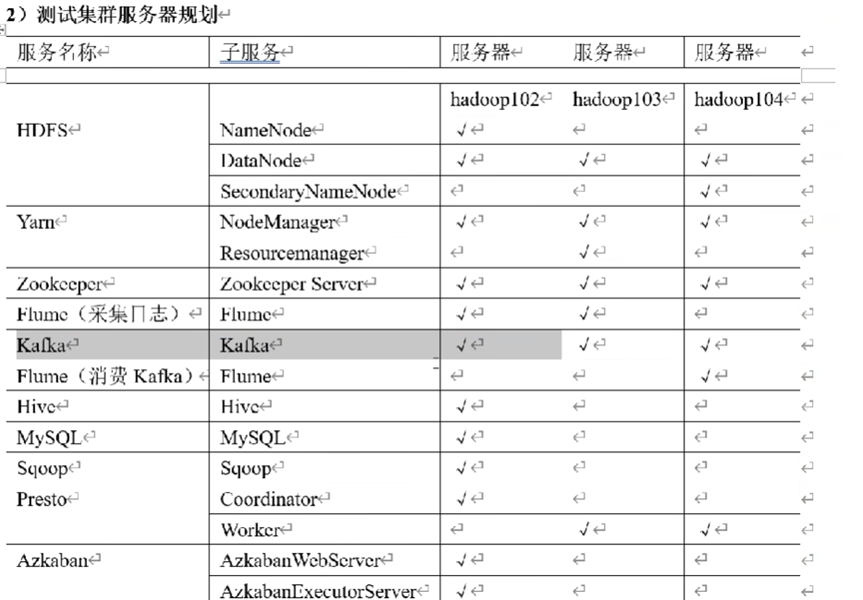 2）测试集群服务器规划
服务名称 子服务 服务器 服务器 服务器
hadoop102 hadoop103 hadoop104
HDFS NameNode √
DataNode √ √ √
SecondaryNameNode √
Yarn NodeManager √ √ √
Resourcemanager √
Zookeeper Zookeeper Server √ √ √
Flume（采集日志） Flume √ √
Kafka Kafka √ √ √
Flume（消费 Kafka） Flume √
Hive Hive √
MySQL MySQL √
Sqoop Sqoop √
Presto Coordinator √
Worker √ √
Azkaban AzkabanWebServer √
AzkabanExecutorServer √